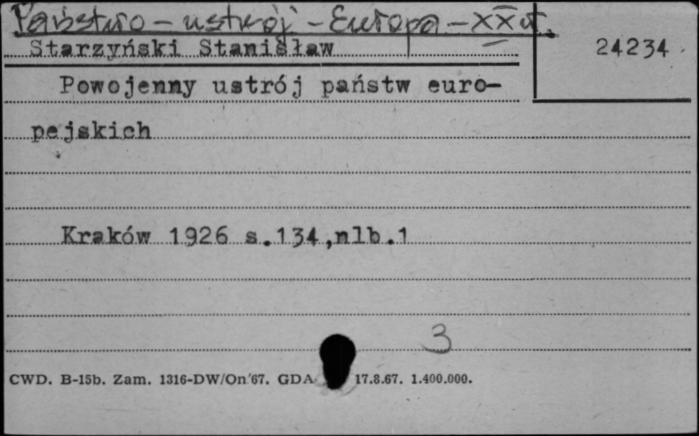 Państwo - ustrój - Europa - XX w.
Starzyński Stanisław
24234
Powojenny ustrój państw euro-
pejskich
Kraków 1926 s.134,nlb.1
3
CWD. B-15b. Zam. 1316-DW/On/67. GDA 17.8.67. 1.400.000.